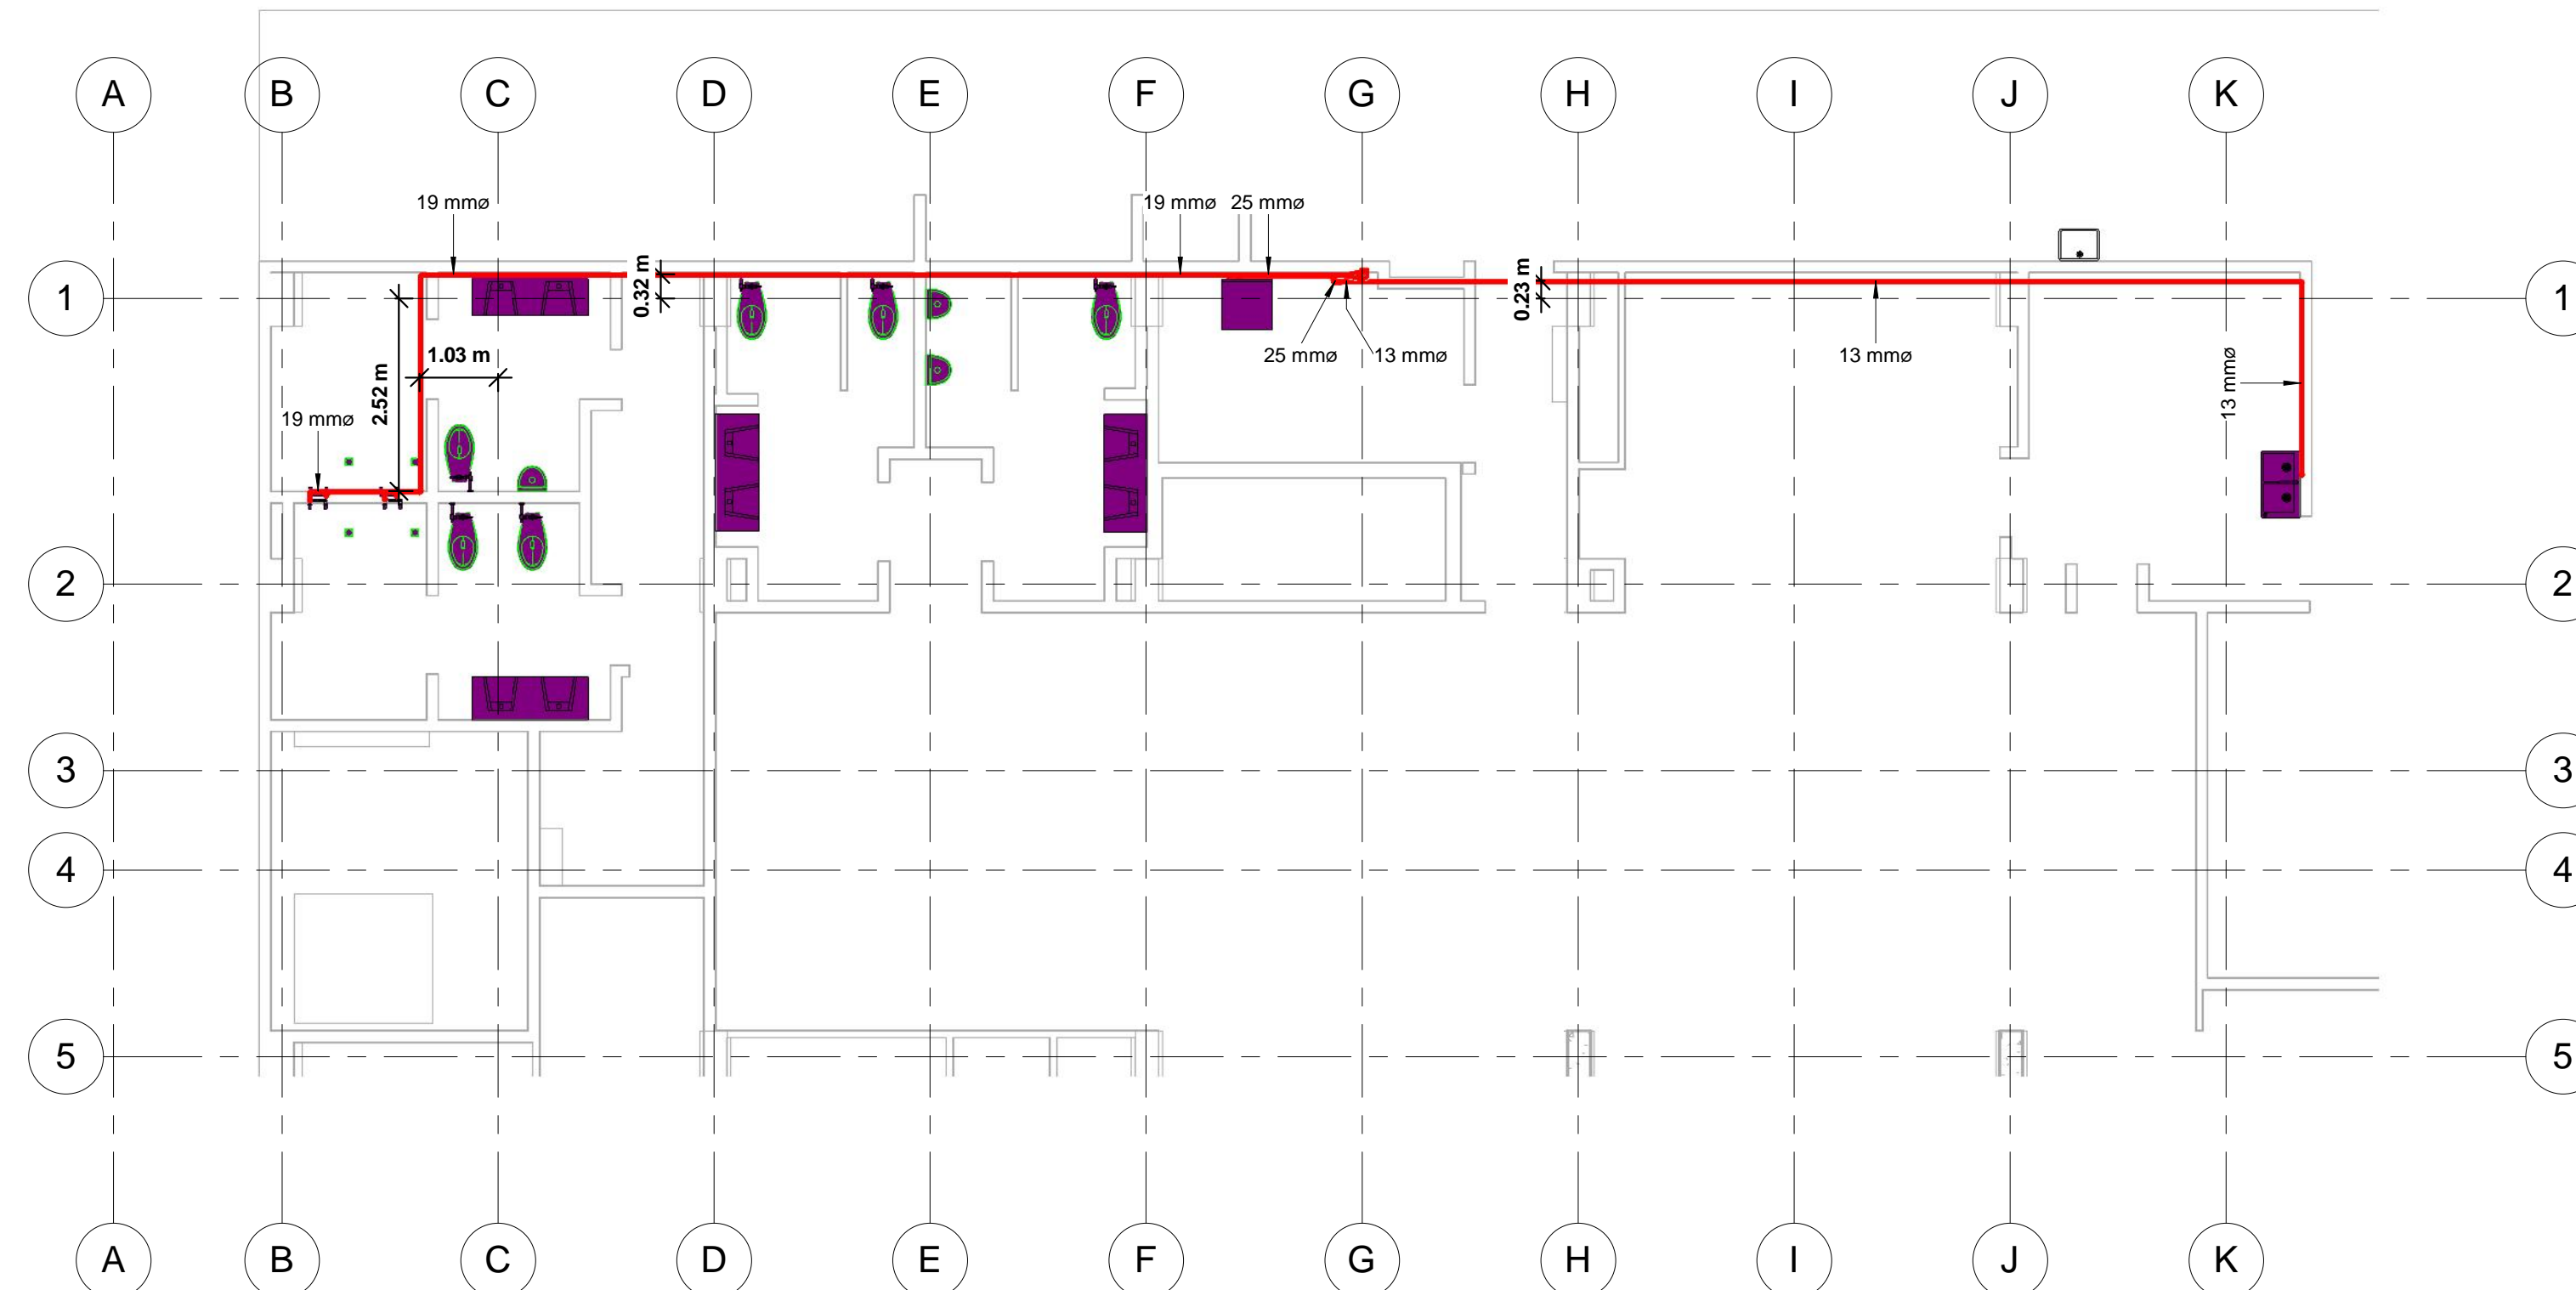 A B C D E F G H I J K
19 mmø 19 mmø 25 mmø
0.32 m
0.23 m
1 1
1.03 m
25 mmø 13 mmø
13 mmø
2.52 m
13 mmø
19 mmø
2 2
3 3
4 4
5 5
A B C D E F G H I J K